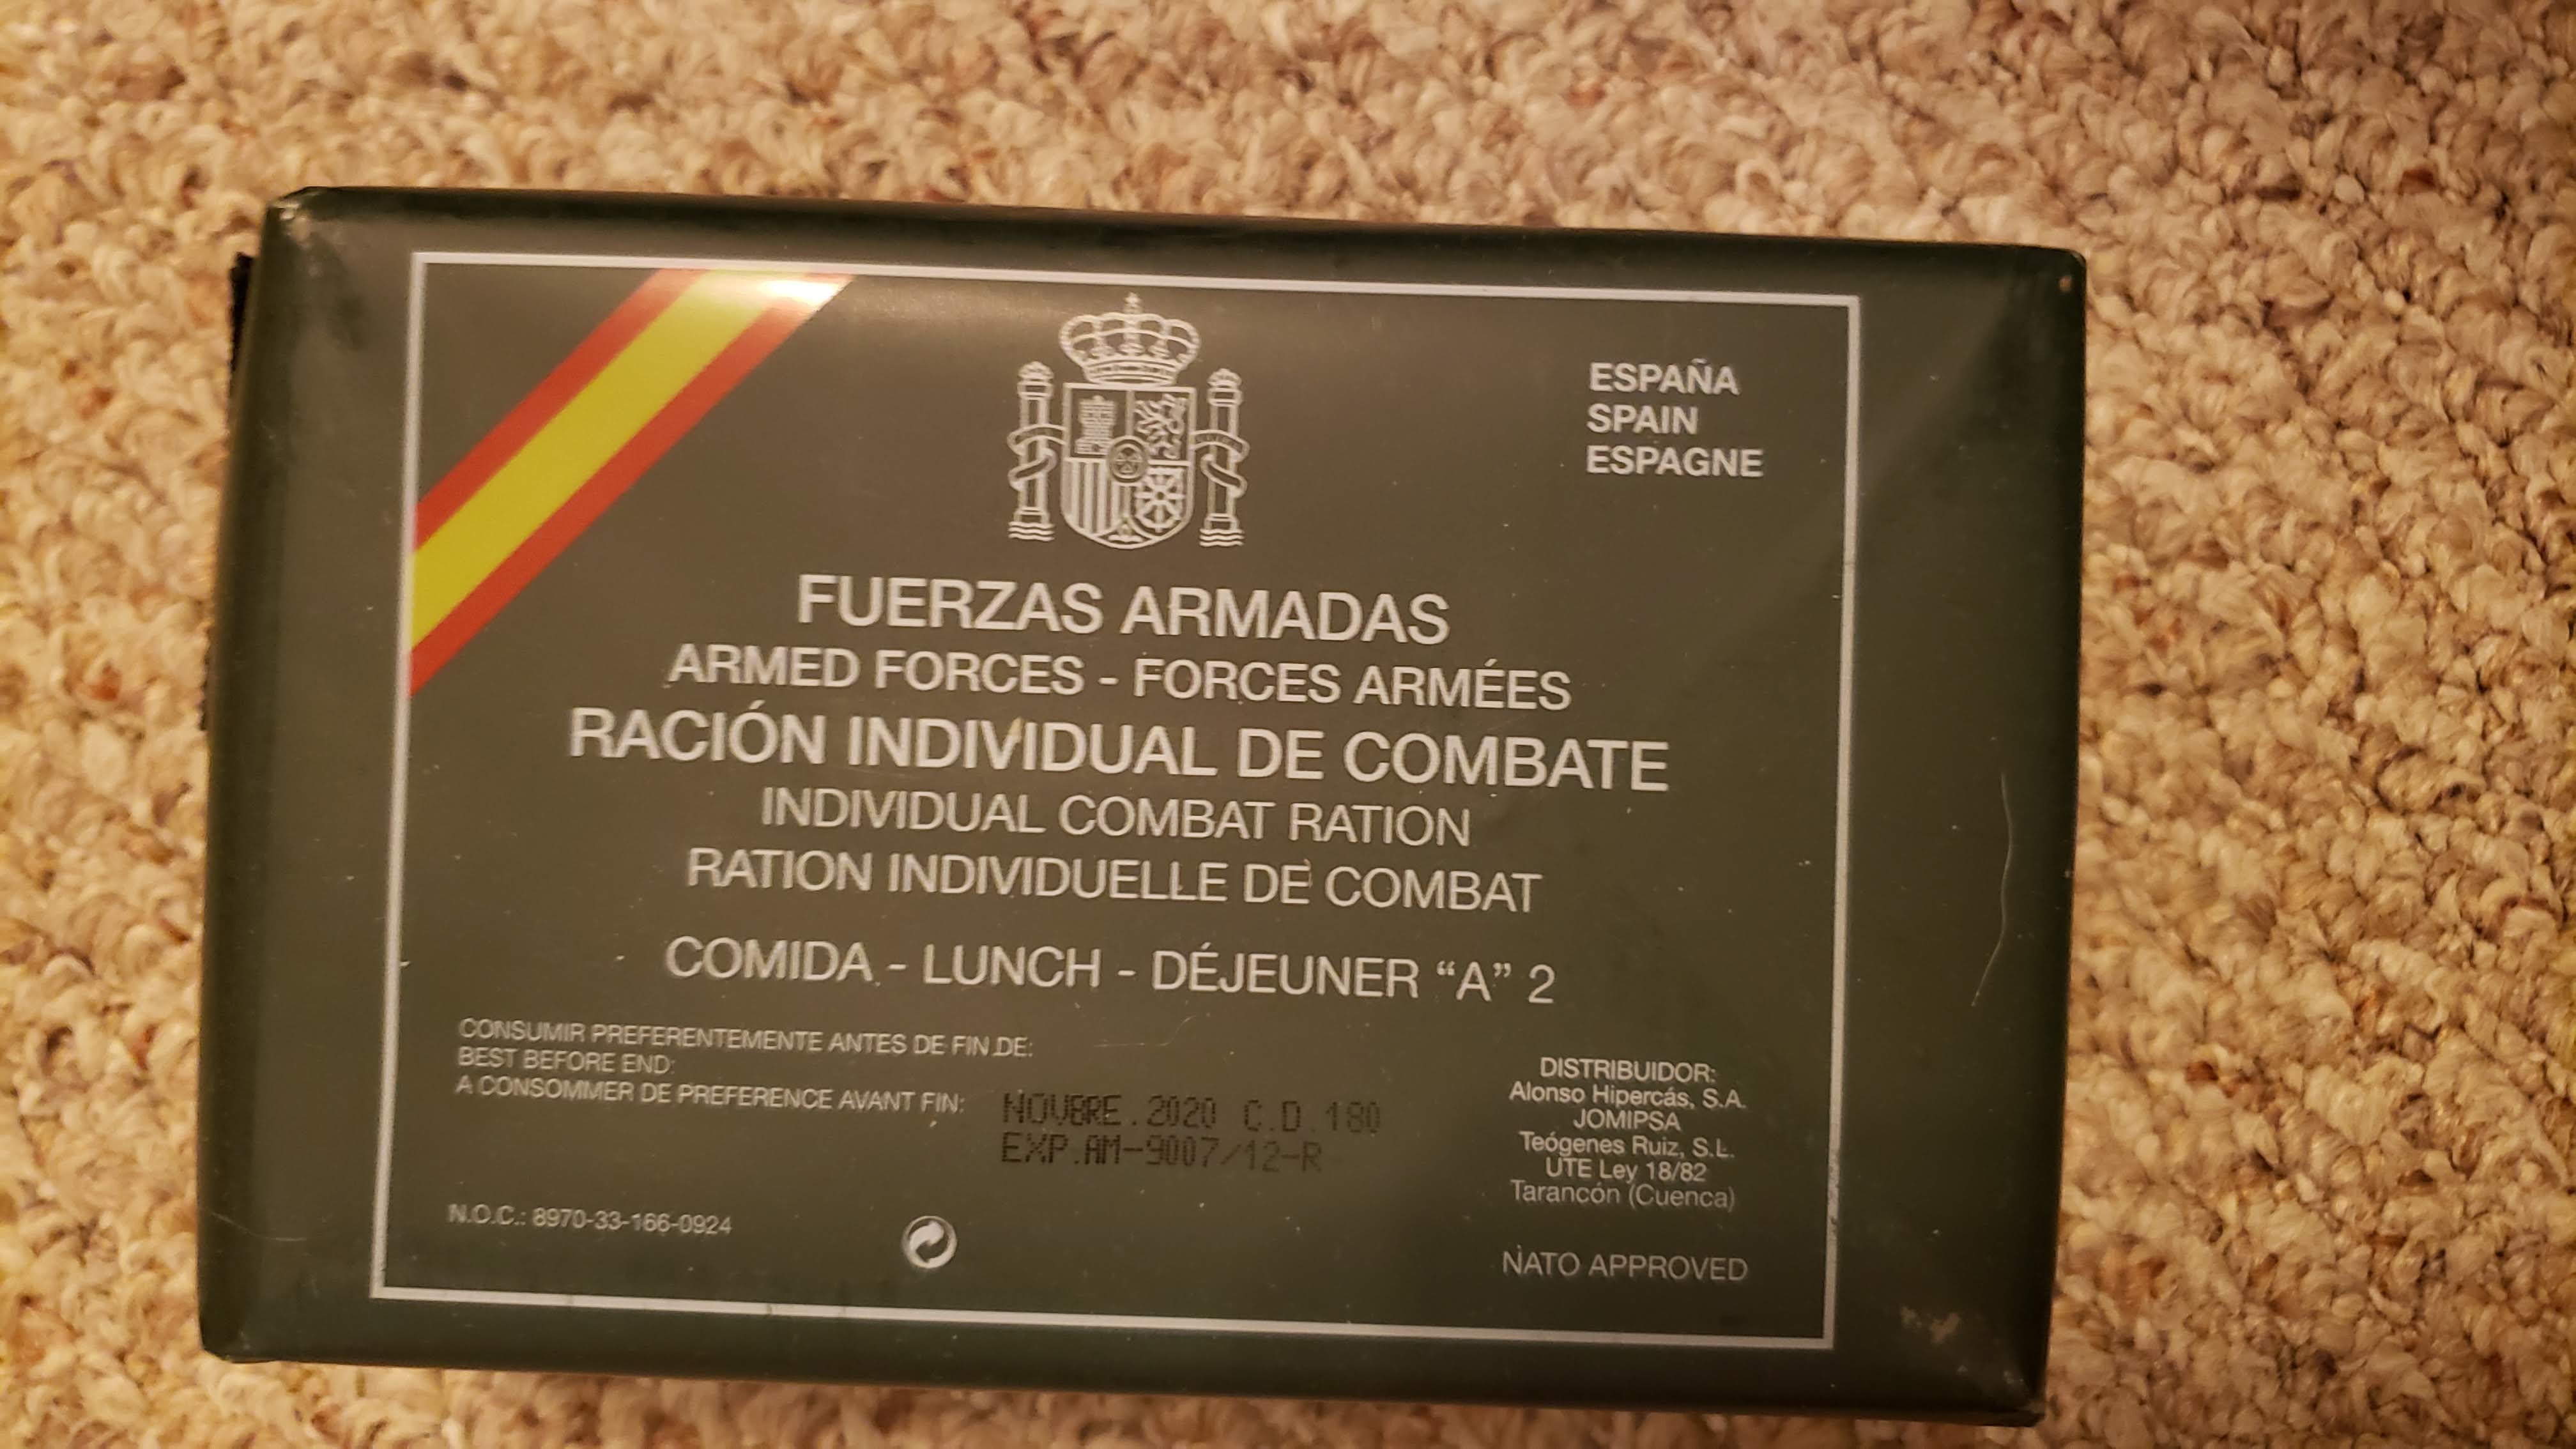 ESPAÑA
SPAIN
ESPAGNE
FUERZAS ARMADAS
ARMED FORCES - FORCES ARMÉES
RACIÓN INDIVIDUAL DE COMBATE
INDIVIDUAL COMBAT RATION
RATION INDIVIDUELLE DE COMBAT
COMIDA - LUNCH - DÉJEUNER “A” 2
CONSUMIR PREFERENTEMENTE ANTES DE FIN DE:
BEST BEFORE END:
A CONSOMMER DE PREFERENCE AVANT FIN:
NOVBRE.2020 C.D.180
EXP.AM-9007/12-R
DISTRIBUIDOR:
Alonso Hipercás, S.A.
JOMIPSA
Teógenes Ruiz, S.L.
UTE Ley 18/82
Tarancón (Cuenca)
N.O.C.: 8970-33-166-0924
NATO APPROVED